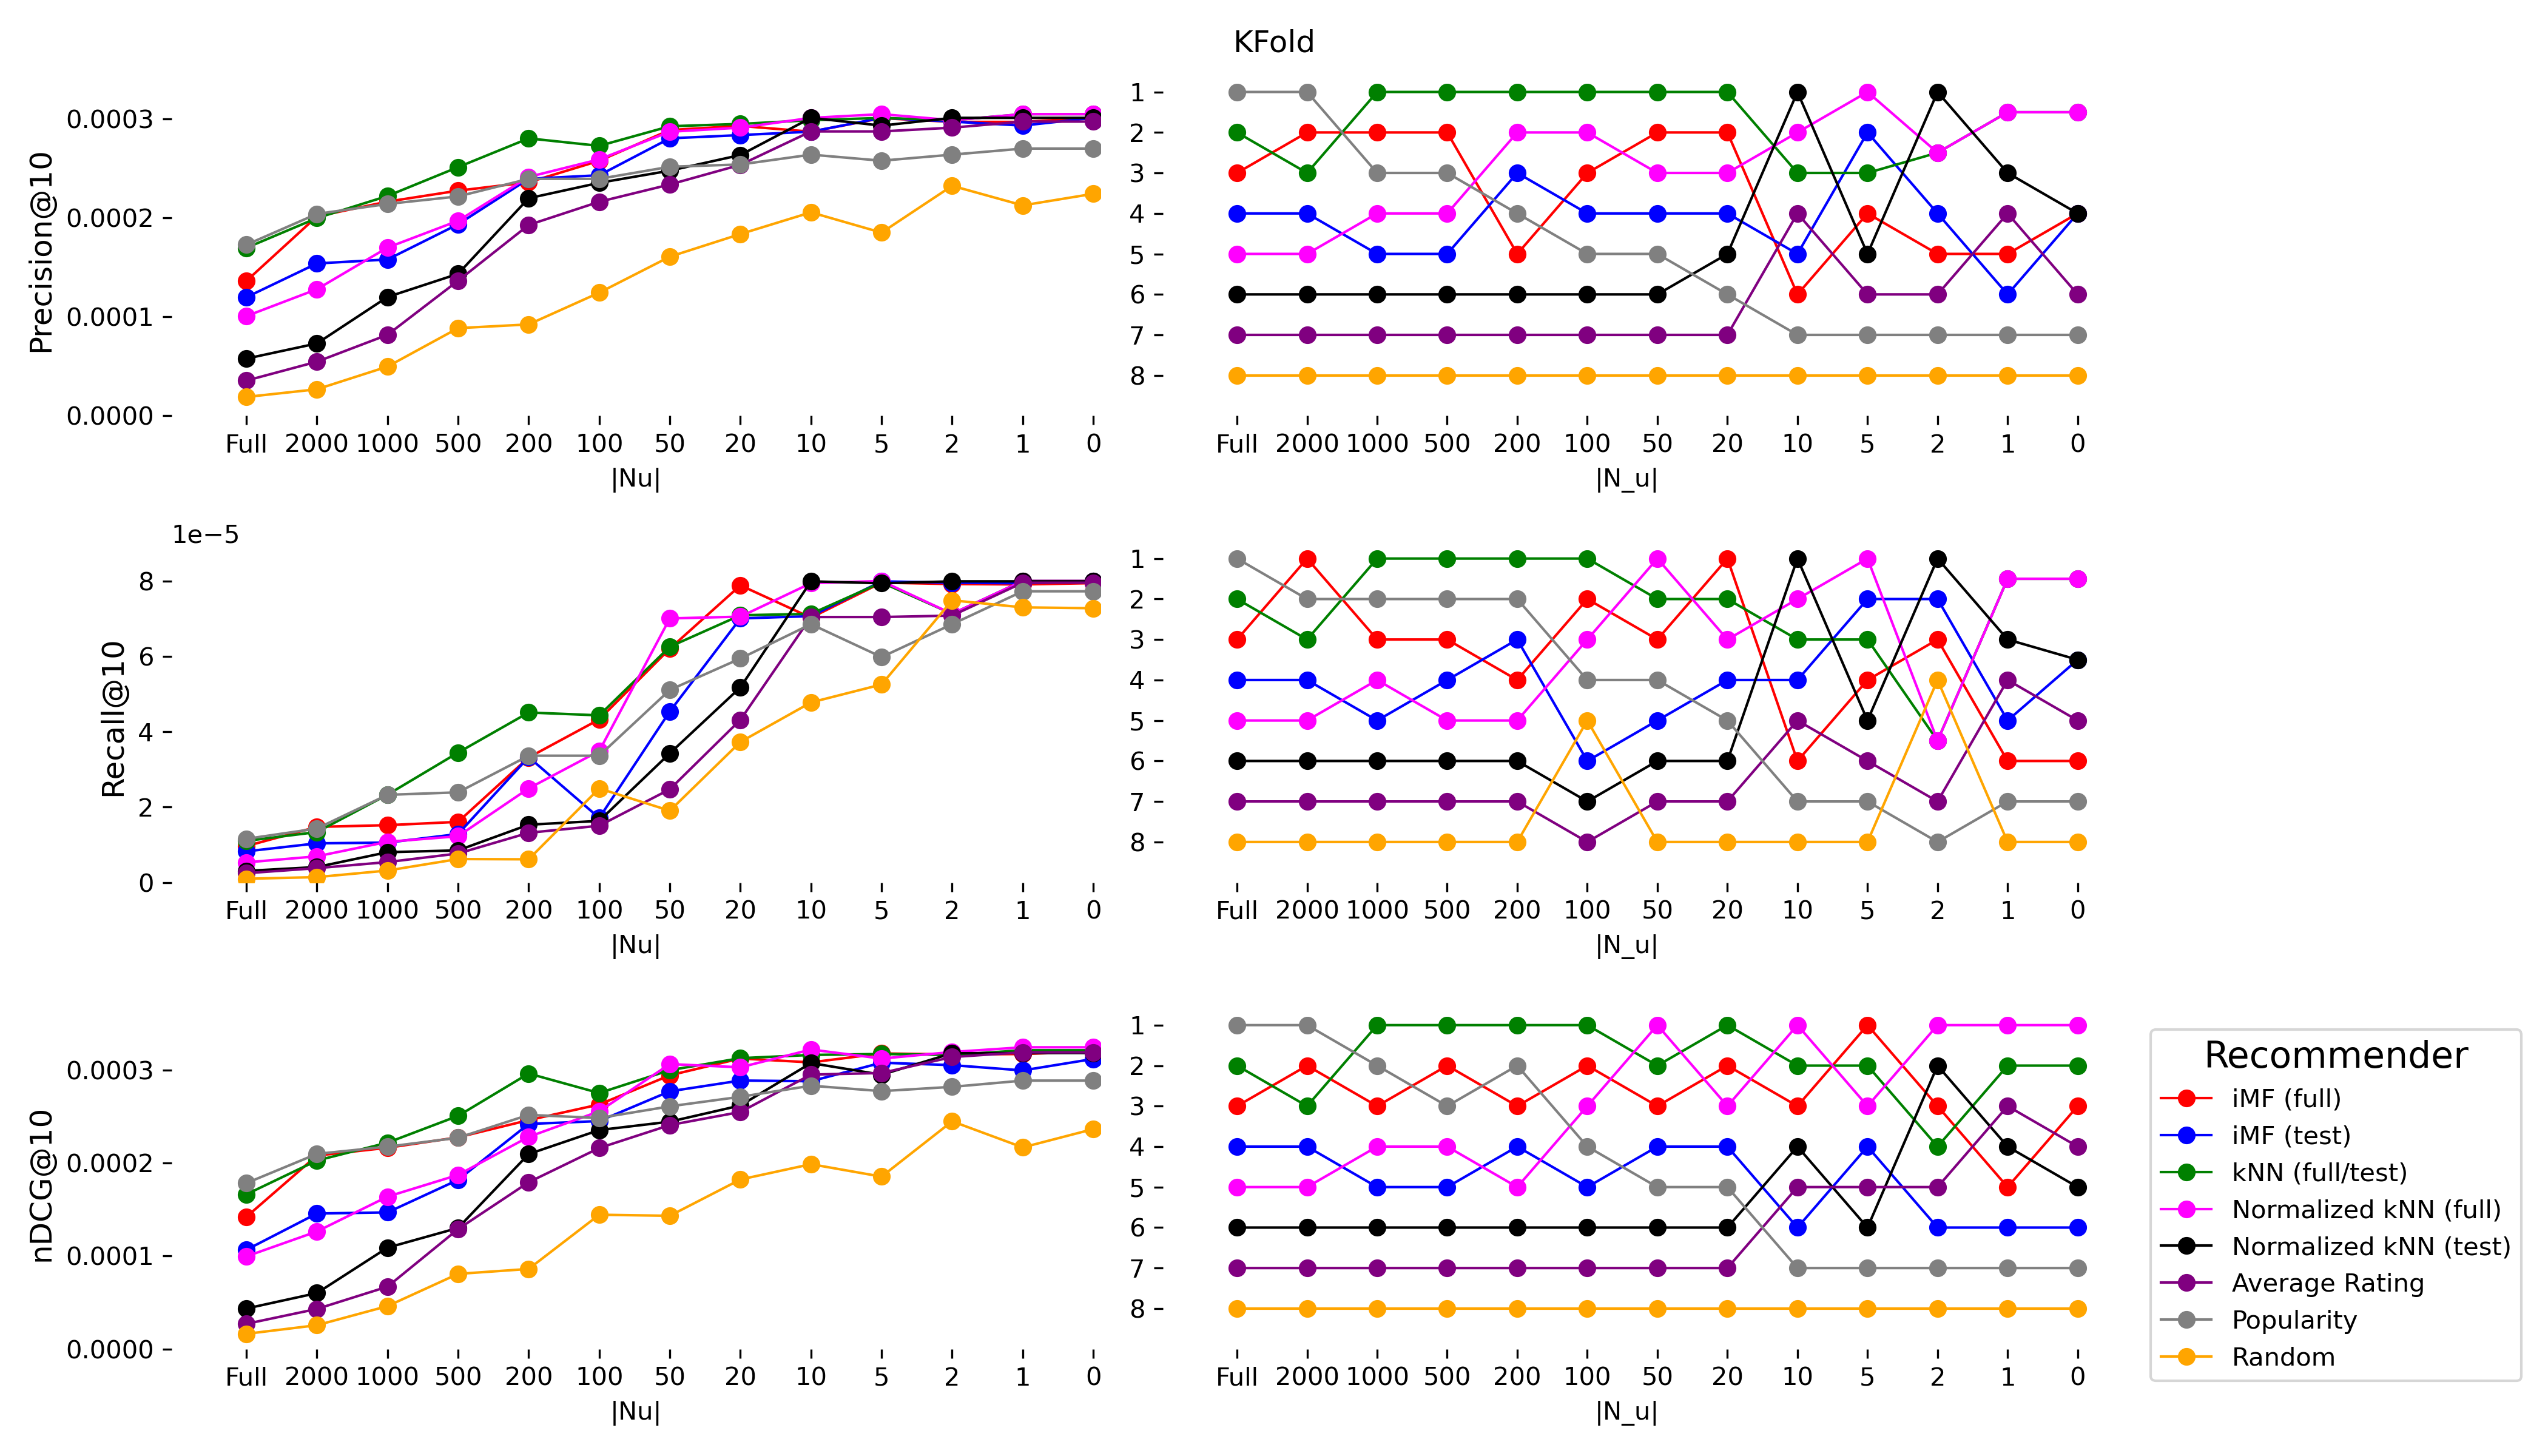 KFold
Precision@10
0.0003
0.0002
0.0001
0.0000
Full 2000 1000 500 200 100 50 20 10 5 2 1 0
|Nu|
1
2
3
4
5
6
7
8
Full 2000 1000 500 200 100 50 20 10 5 2 1 0
|N_u|
1e−5
Recall@10
8
6
4
2
0
Full 2000 1000 500 200 100 50 20 10 5 2 1 0
|Nu|
1
2
3
4
5
6
7
8
Full 2000 1000 500 200 100 50 20 10 5 2 1 0
|N_u|
nDCG@10
0.0003
0.0002
0.0001
0.0000
Full 2000 1000 500 200 100 50 20 10 5 2 1 0
|Nu|
1
2
3
4
5
6
7
8
Full 2000 1000 500 200 100 50 20 10 5 2 1 0
|N_u|
Recommender
iMF (full)
iMF (test)
kNN (full/test)
Normalized kNN (full)
Normalized kNN (test)
Average Rating
Popularity
Random